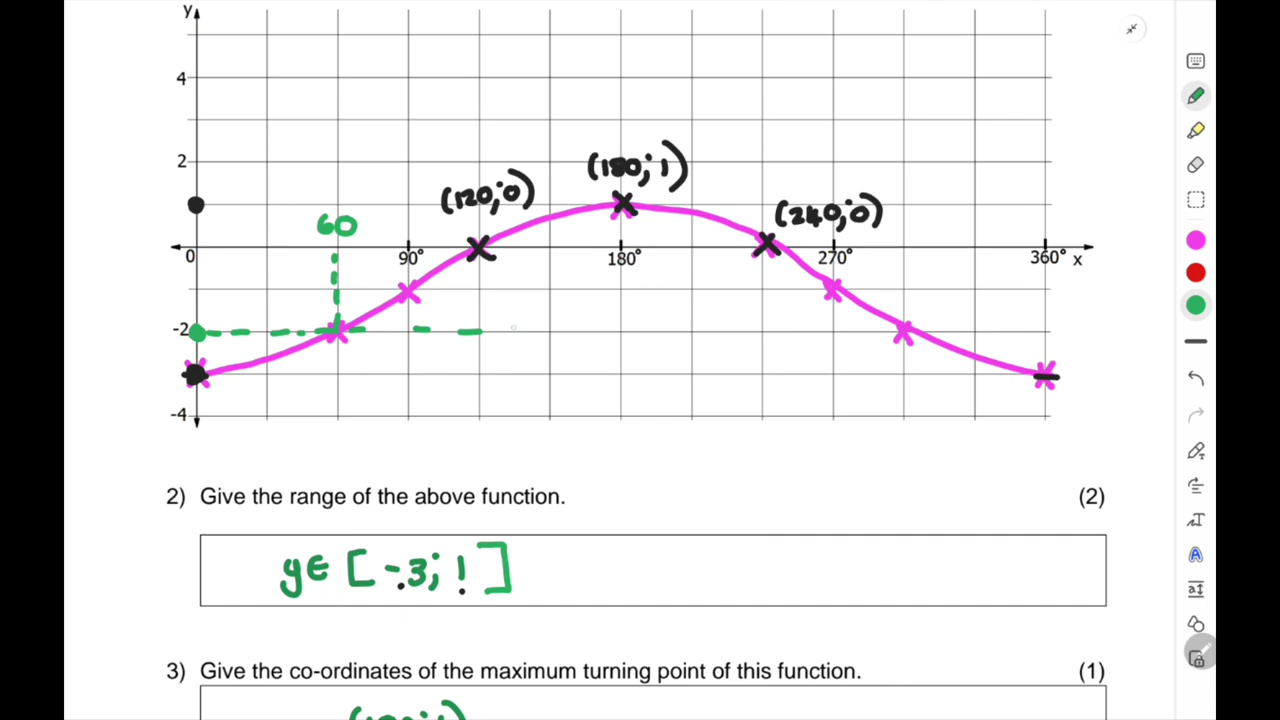 y
4
2
(180; 1)
(120; 0)
(240; 0)
60
0 90° 180° 270° 360° x
-2
-4
2) Give the range of the above function. (2)
y∈ [ -3; 1 ]
3) Give the co-ordinates of the maximum turning point of this function. (1)